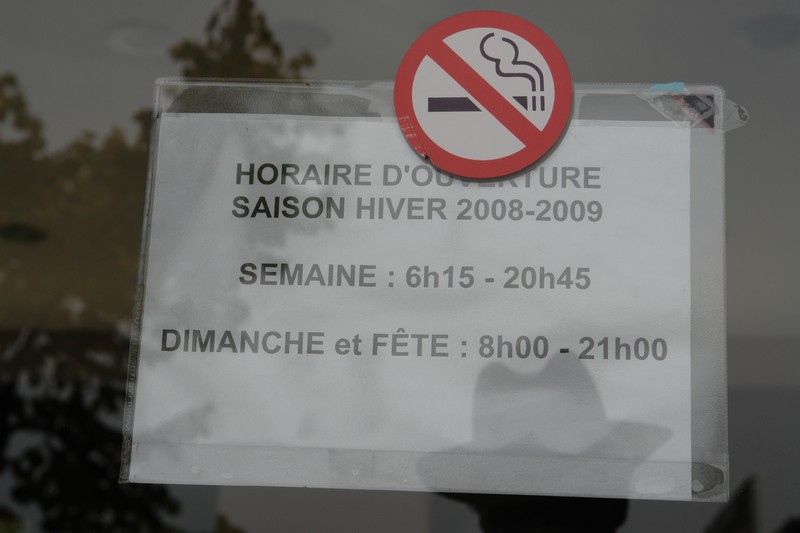 HORAIRE D'OUVERTURE
SAISON HIVER 2008-2009
SEMAINE : 6h15 - 20h45
DIMANCHE et FÊTE : 8h00 - 21h00